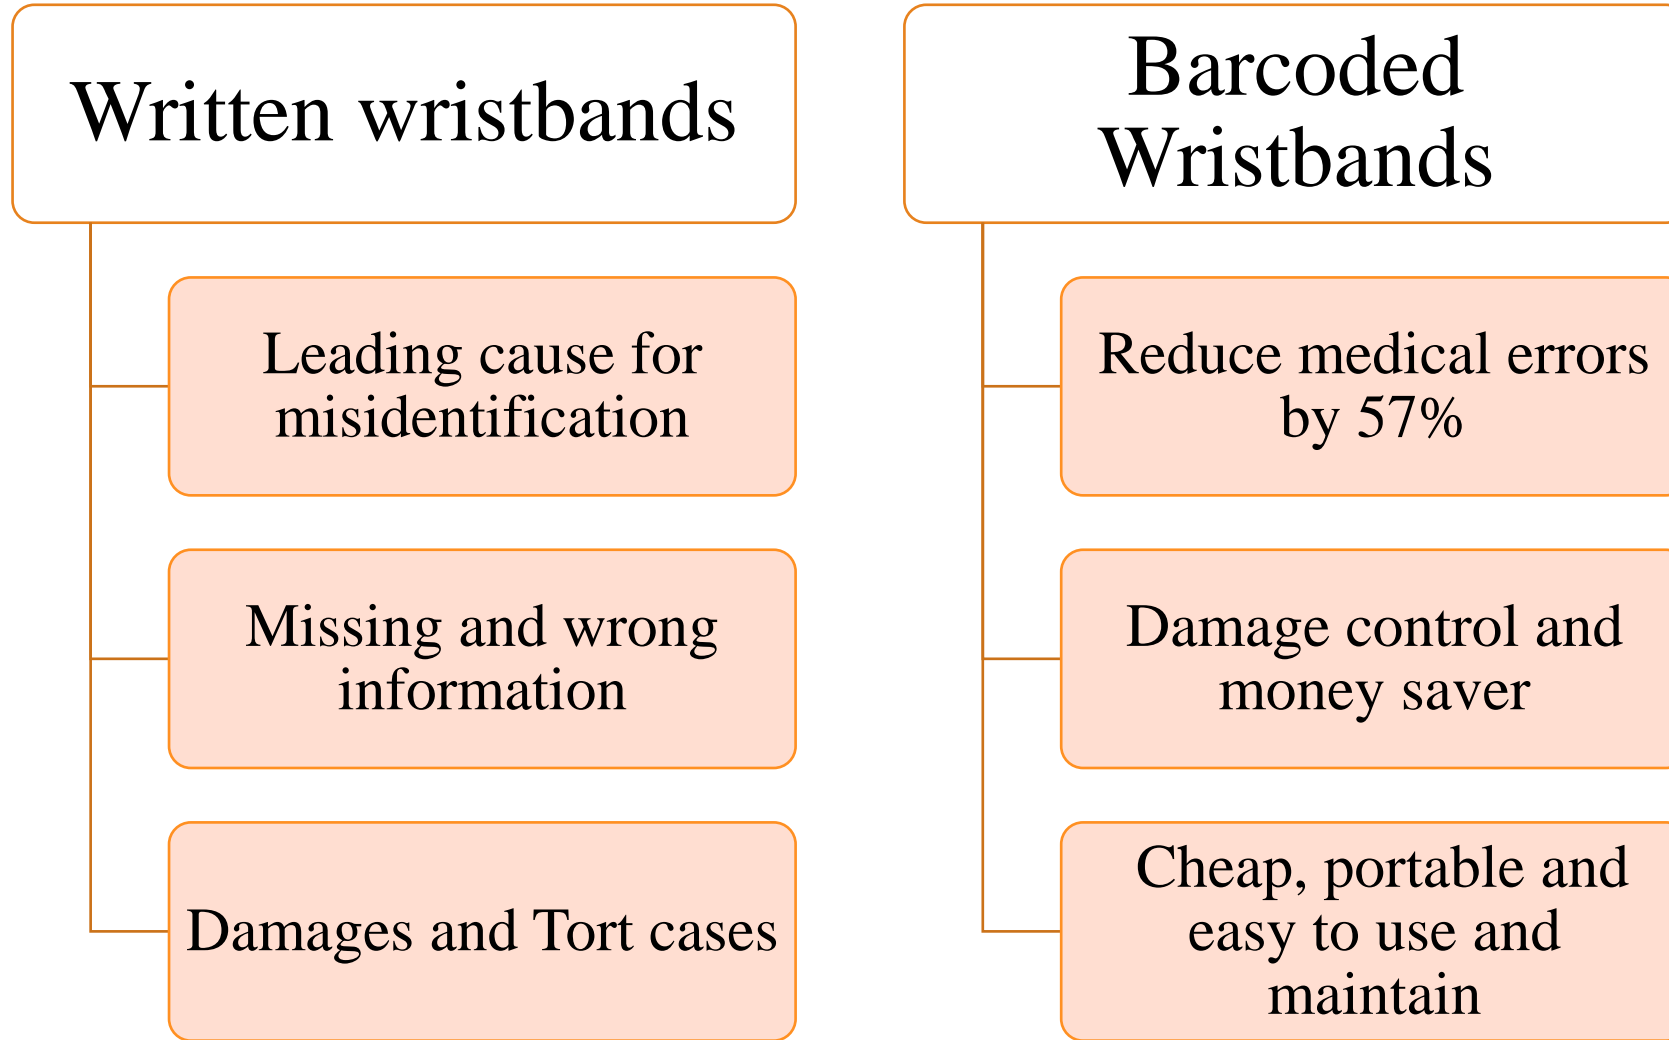 Written wristbands
Leading cause for
misidentification
Missing and wrong
information
Damages and Tort cases
Barcoded
Wristbands
Reduce medical errors
by 57%
Damage control and
money saver
Cheap, portable and
easy to use and
maintain